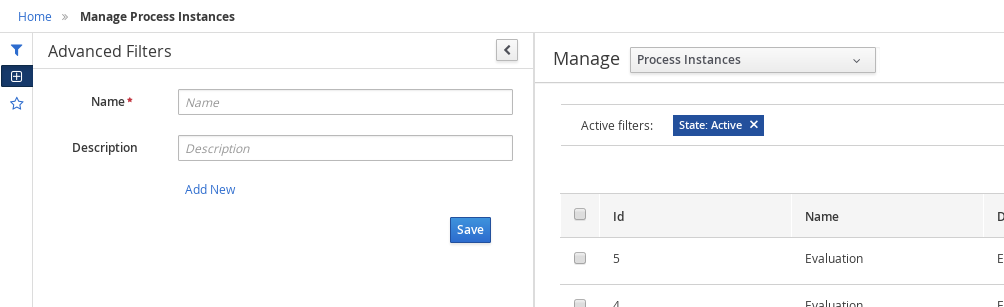 Home » Manage Process Instances
Advanced Filters
Name*
Name
Description
Description
Add New
Save
Manage Process Instances
Active filters: State: Active ✕
Id Name D
5 Evaluation E
4 Evaluation E